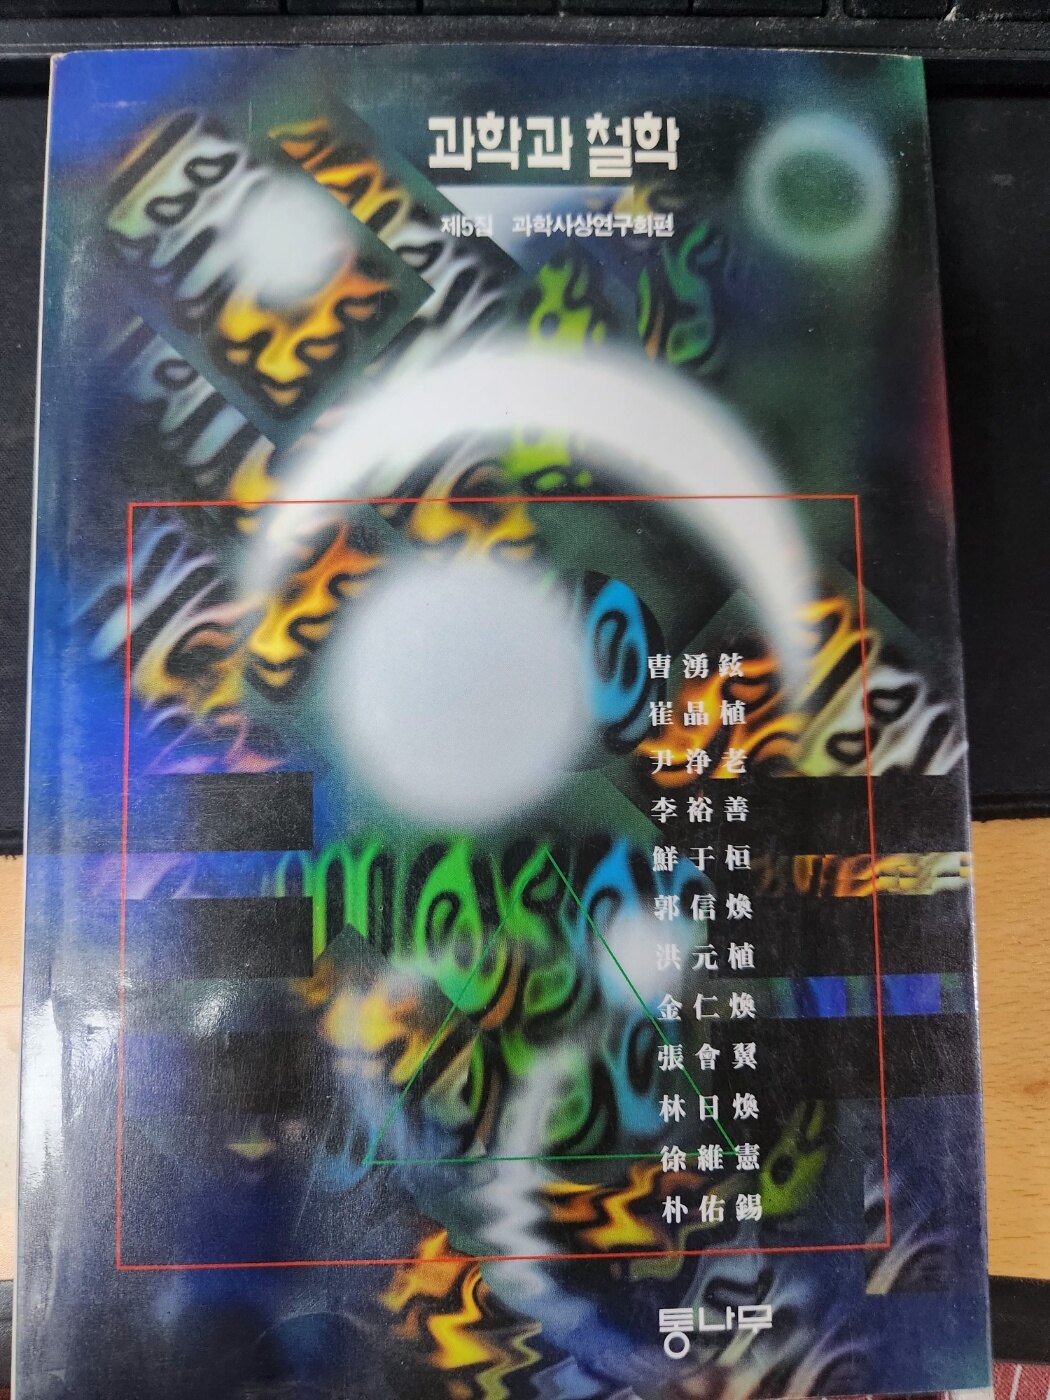 과학과 철학
제5집 과학사상연구회편
曺湧鉉
崔晶植
尹淨老
李裕善
鮮于桓
郭信煥
洪元植
金仁煥
張會翼
林日煥
徐維憲
朴佑錫
통나무